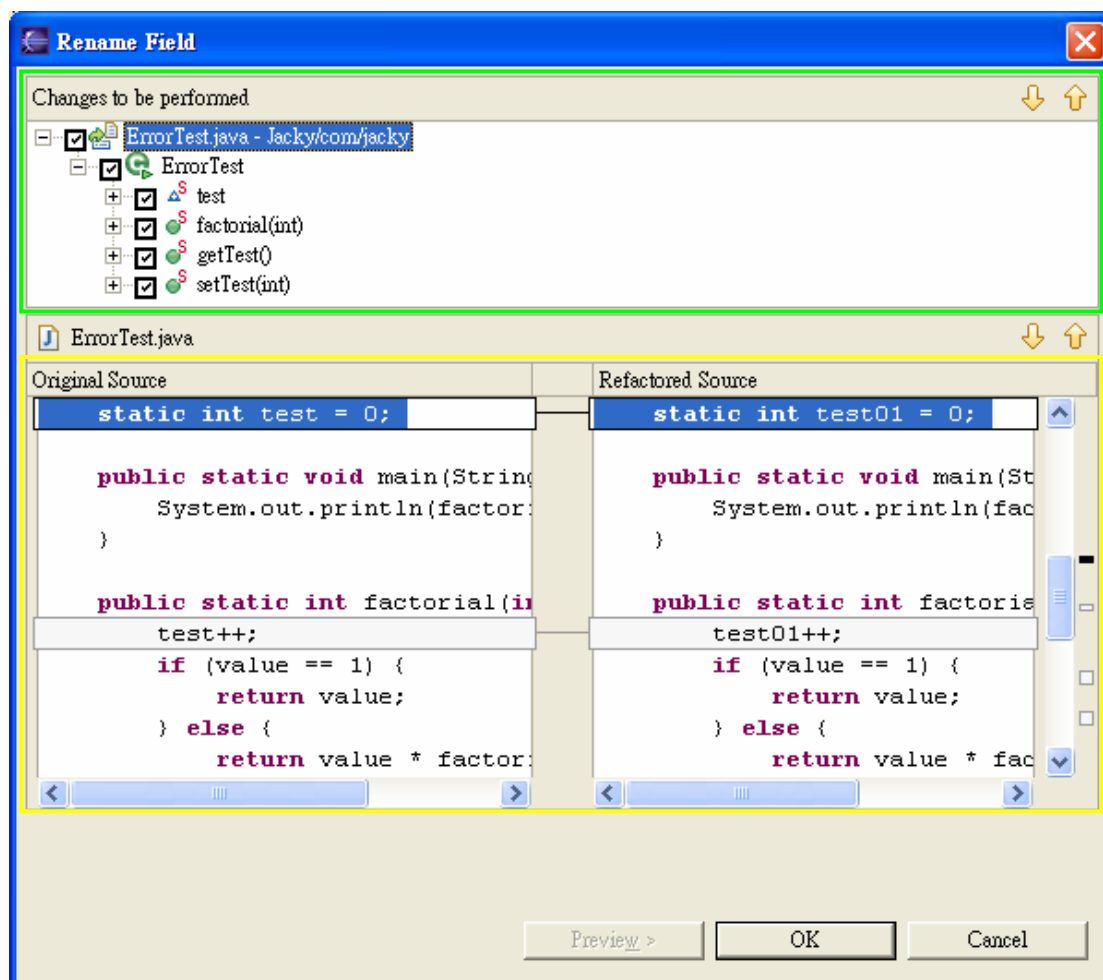 Rename Field
Changes to be performed
ErrorTest.java - Jacky/com/jacky
ErrorTest
test
factorial(int)
getTest()
setTest(int)
ErrorTest.java
Original Source Refactored Source
static int test = 0; static int test01 = 0;
public static void main(String public static void main(St
System.out.println(factor System.out.println(fac
} }
public static int factorial(i public static int factoria
test++; test01++;
if (value == 1) { if (value == 1) {
return value; return value;
} else { } else {
return value * factor return value * fac
Preview > OK Cancel